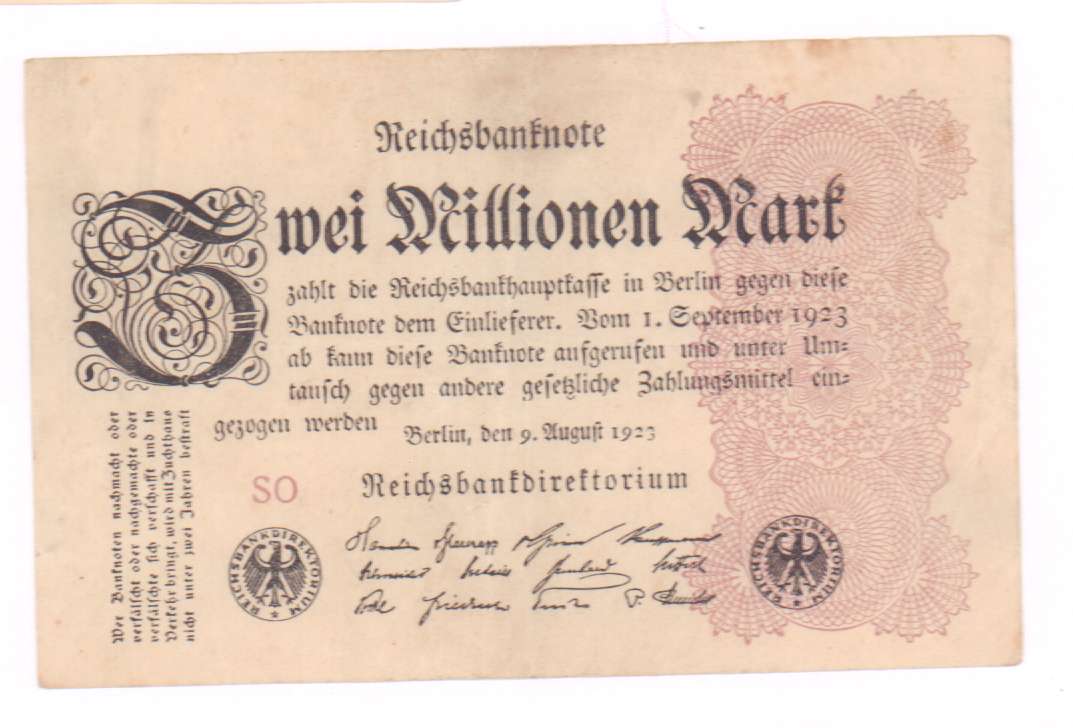 Reichsbanknote
Zwei Millionen Mark
zahlt die Reichsbankhauptkasse in Berlin gegen diese
Banknote dem Einlieferer. Vom 1. September 1923
ab kann diese Banknote aufgerufen und unter Um=
tausch gegen andere gesetzliche Zahlungsmittel ein=
gezogen werden
Berlin, den 9. August 1923
SO
Reichsbankdirektorium
Wer Banknoten nachmacht oder
verfälscht oder nachgemachte oder
verfälschte sich verschafft und in
Verkehr bringt, wird mit Zuchthaus
nicht unter zwei Jahren bestraft
REICHSBANKDIREKTORIUM
REICHSBANKDIREKTORIUM